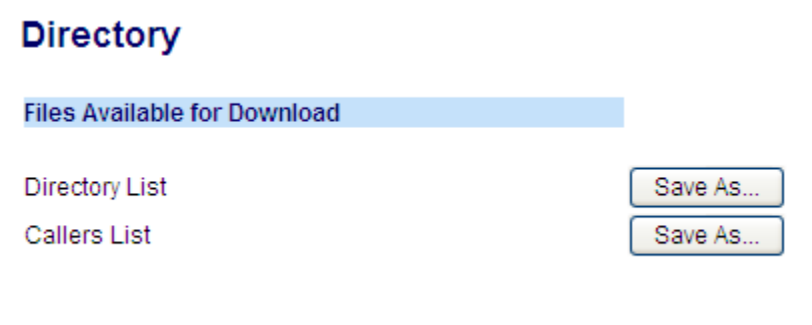 Directory
Files Available for Download
Directory List Save As...
Callers List Save As...